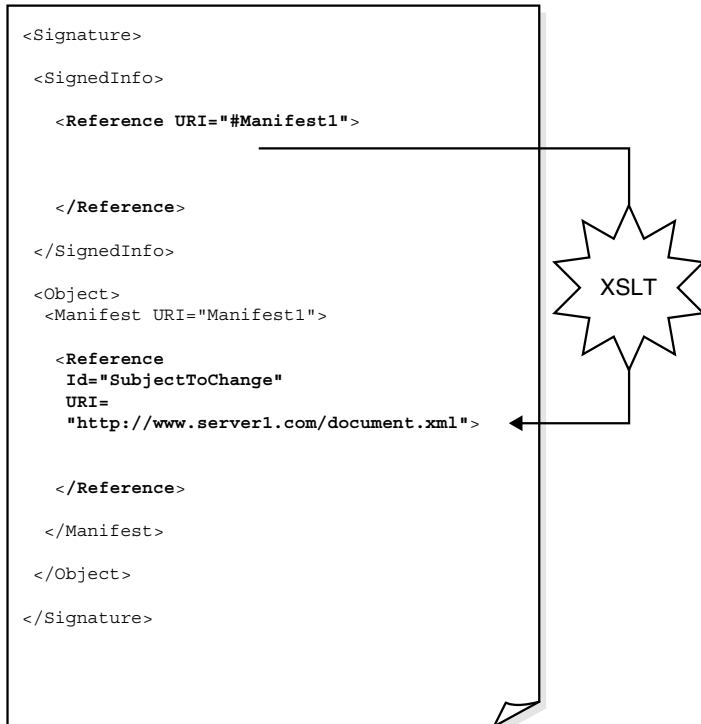 <Signature>
<SignedInfo>
<Reference URI="#Manifest1">
</Reference>
</SignedInfo>
<Object>
<Manifest URI="Manifest1">
<Reference
Id="SubjectToChange"
URI=
"http://www.server1.com/document.xml">
</Reference>
</Manifest>
</Object>
</Signature>
XSLT